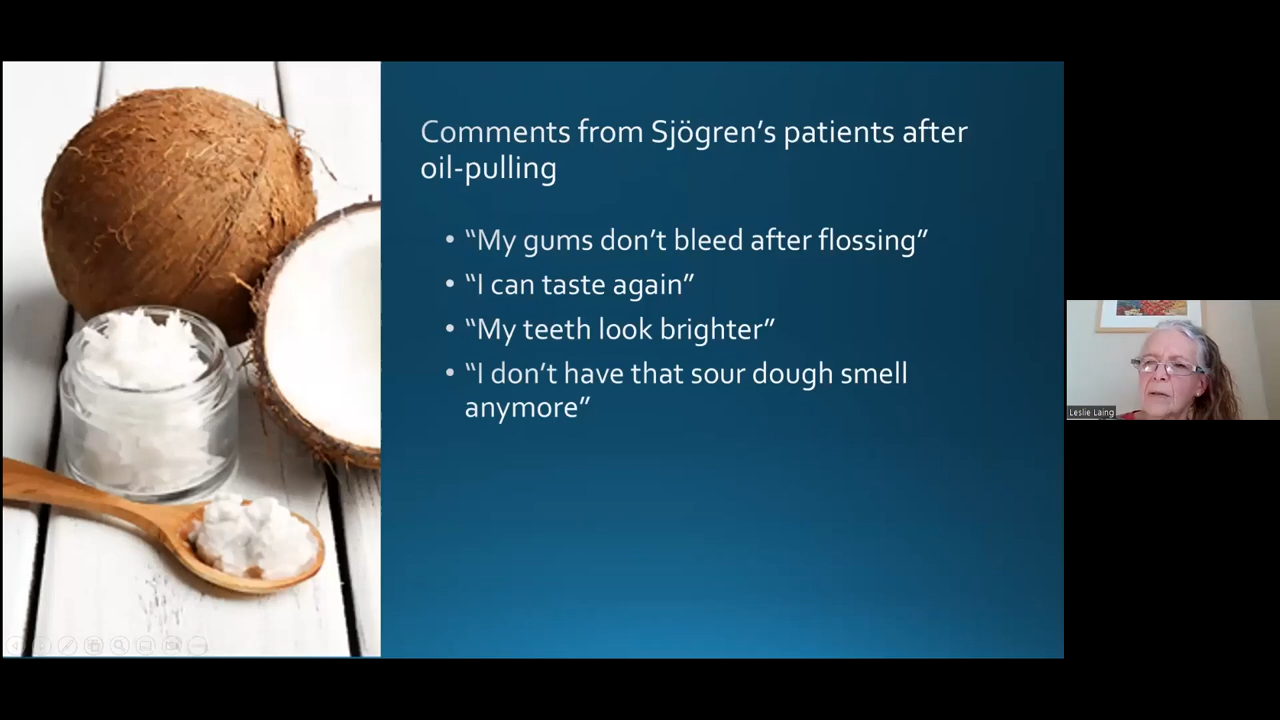 Comments from Sjögren’s patients after
oil-pulling
• “My gums don’t bleed after flossing”
• “I can taste again”
• “My teeth look brighter”
• “I don’t have that sour dough smell
anymore”
Leslie Laing